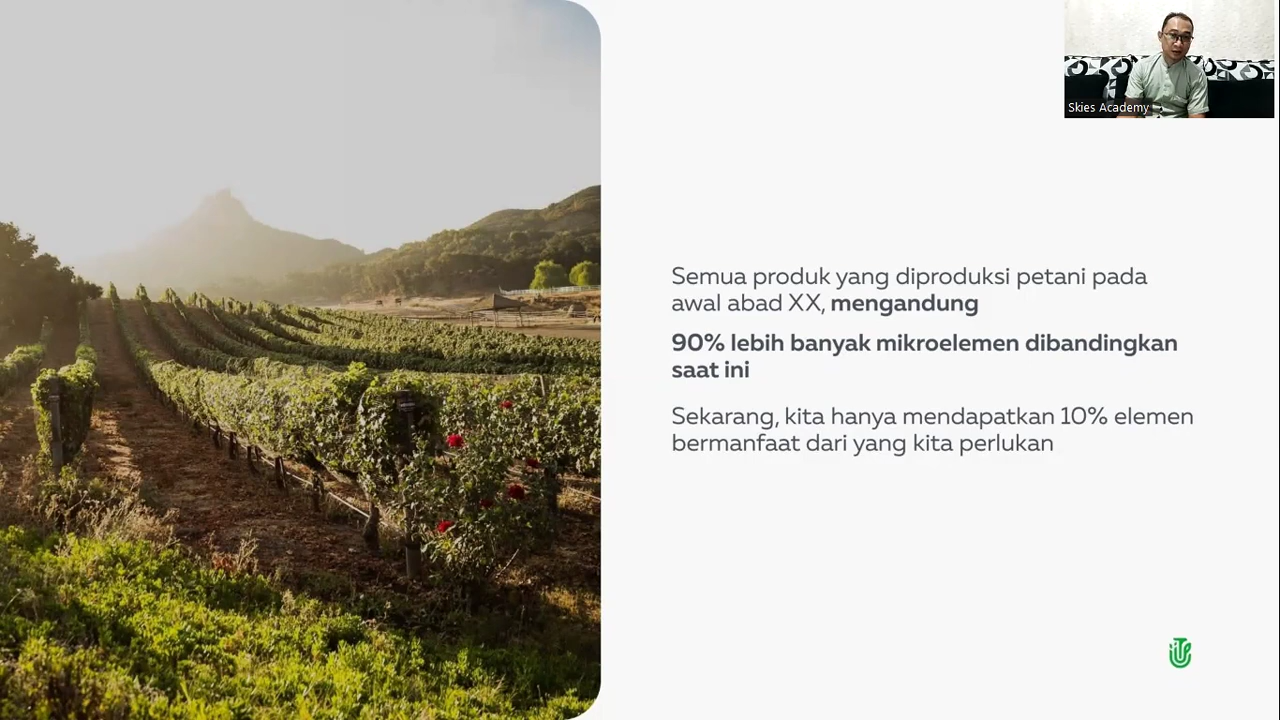 Skies Academy
Semua produk yang diproduksi petani pada
awal abad XX, mengandung
90% lebih banyak mikroelemen dibandingkan
saat ini
Sekarang, kita hanya mendapatkan 10% elemen
bermanfaat dari yang kita perlukan